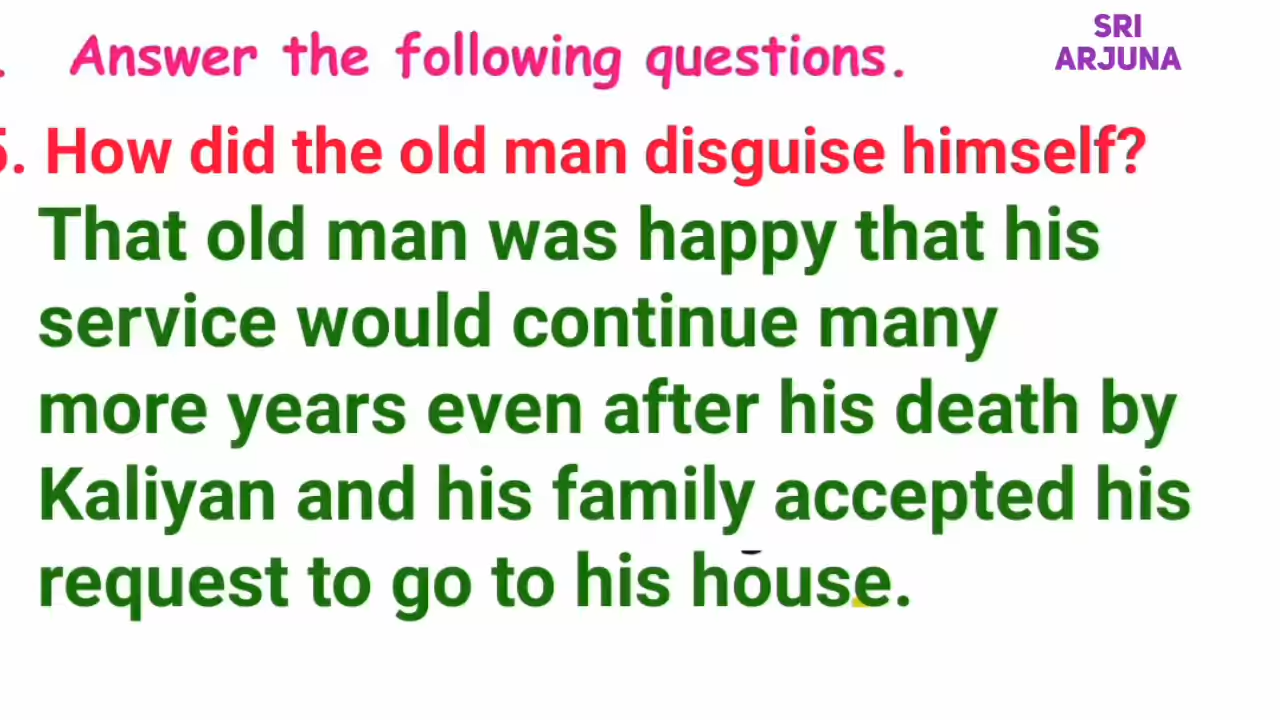 . Answer the following questions.
SRI
ARJUNA
5. How did the old man disguise himself?
That old man was happy that his
service would continue many
more years even after his death by
Kaliyan and his family accepted his
request to go to his house.